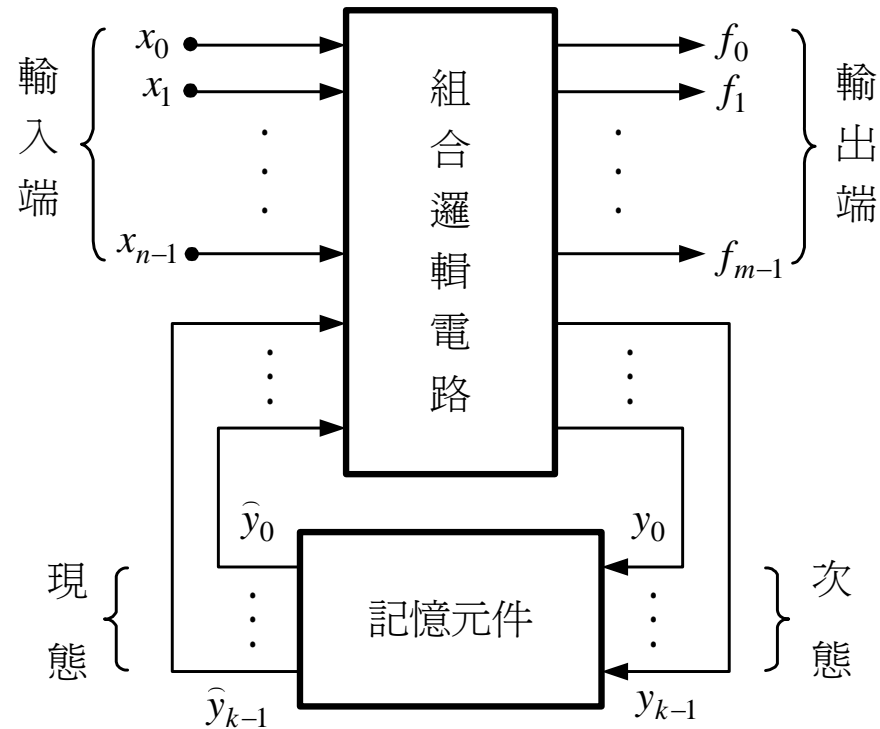 輸入端
x₀
x₁
xₙ₋₁
組合邏輯電路
f₀
f₁
fₘ₋₁
輸出端
現態
ŷ₀
ŷₖ₋₁
記憶元件
y₀
yₖ₋₁
次態